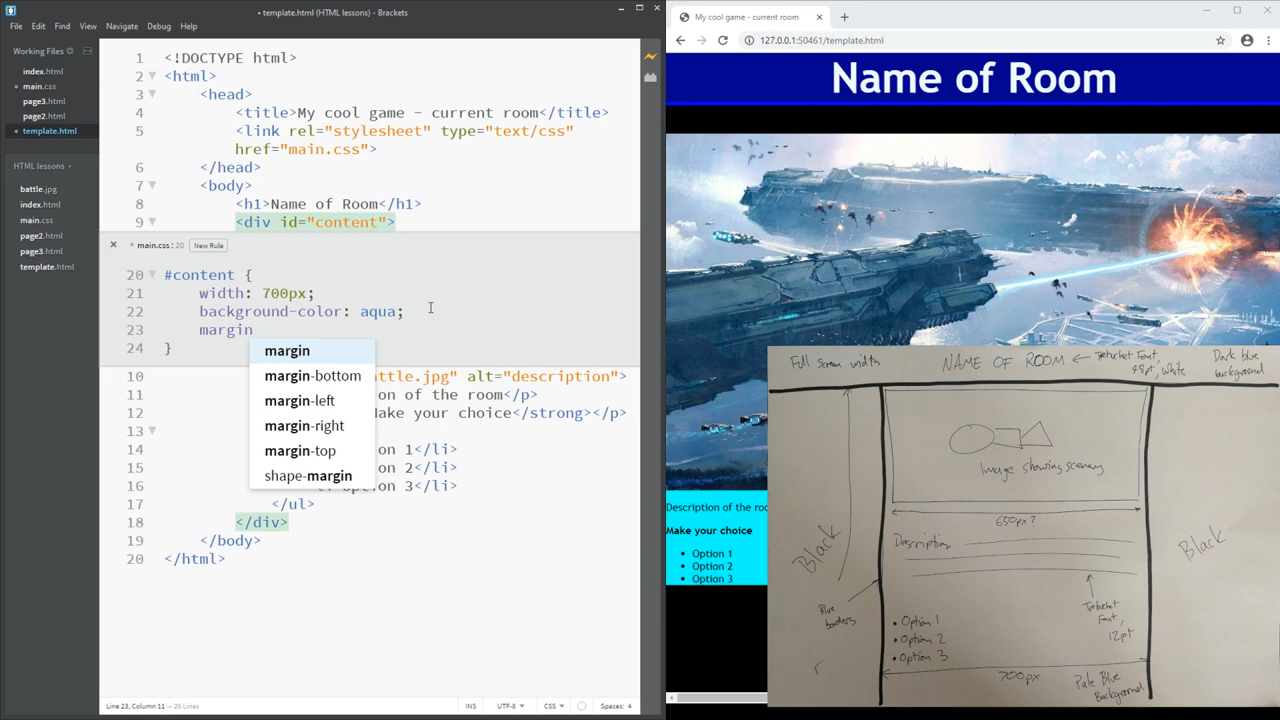 • template.html (HTML lessons) - Brackets
File Edit Find View Navigate Debug Help
Working Files
index.html
main.css
page3.html
page2.html
template.html
HTML lessons
battle.jpg
index.html
main.css
page2.html
page3.html
template.html
1 <!DOCTYPE html>
2 <html>
3 <head>
4 <title>My cool game - current room</title>
5 <link rel="stylesheet" type="text/css"
href="main.css">
6 </head>
7 <body>
8 <h1>Name of Room</h1>
9 <div id="content">
main.css : 20 New Rule
20 #content {
21 width: 700px;
22 background-color: aqua;
23 margin
24 }
margin
margin-bottom
margin-left
margin-right
margin-top
shape-margin
10 ttle.jpg" alt="description">
11 on of the room</p>
12 Make your choice</strong></p>
13
14 on 1</li>
15 on 2</li>
16 option 3</li>
17 </ul>
18 </div>
19 </body>
20 </html>
Line 23, Column 11 — 25 Lines
INS UTF-8 CSS Spaces: 4
My cool game - current room
127.0.0.1:50461/template.html
Name of Room
Description of the roo
Make your choice
• Option 1
• Option 2
• Option 3
Full screen width
NAME OF ROOM
Trebuchet Font,
48pt, White
Dark blue
background
Image showing scenery
650px?
Description
Black
Black
Blue
borders
Trebuchet
Font,
12pt
• Option 1
• Option 2
• Option 3
700px
Pale Blue
Background